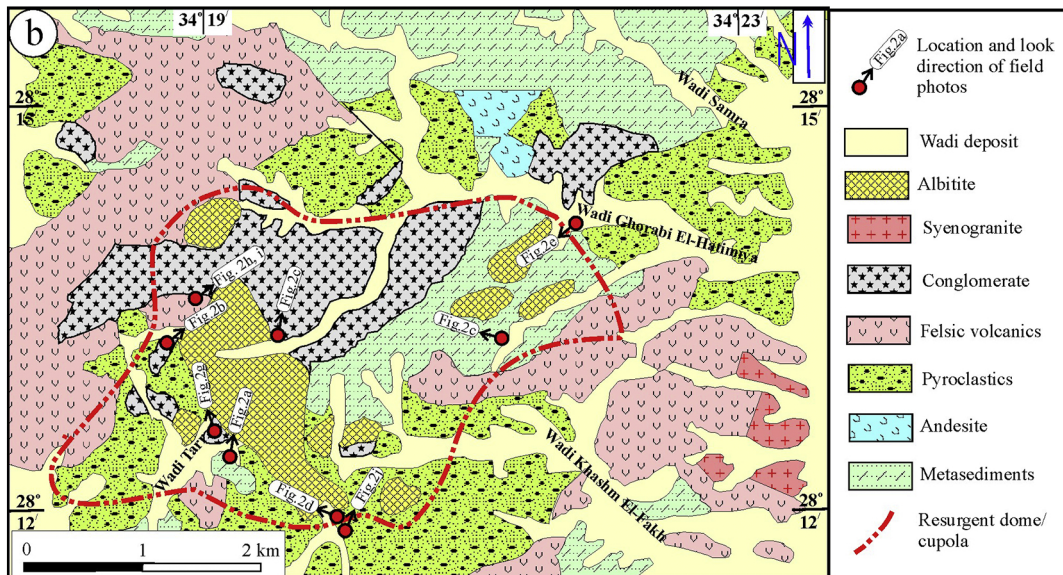 b
34° 19/
34° 23/
N
28°
15/
28°
15/
Wadi Samra
Wadi Ghorabi El-Hatimiya
Fig.2e
Fig. 2h, i
Fig.2c
Fig.2b
Fig.2c
Fig.2g
Fig.2a
Wadi Tarr
Wadi Khashm El-Fakh
Fig.2d
Fig.2j
28°
12/
28°
12/
0 1 2 km
Fig.2a
Location and look
direction of field
photos
Wadi deposit
Albitite
Syenogranite
Conglomerate
Felsic volcanics
Pyroclastics
Andesite
Metasediments
Resurgent dome/
cupola